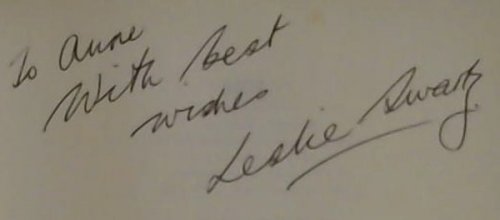 To Anne
With best
wishes
Leslie Swartz